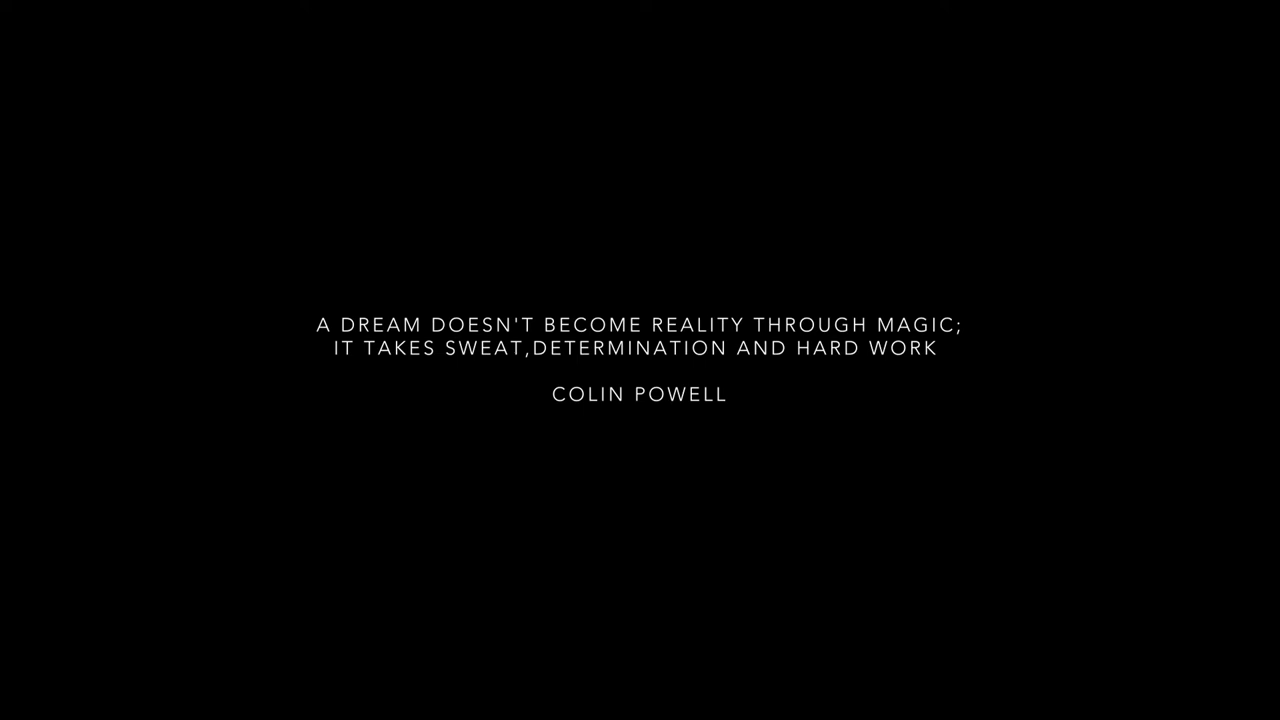 A DREAM DOESN'T BECOME REALITY THROUGH MAGIC;
IT TAKES SWEAT,DETERMINATION AND HARD WORK
COLIN POWELL